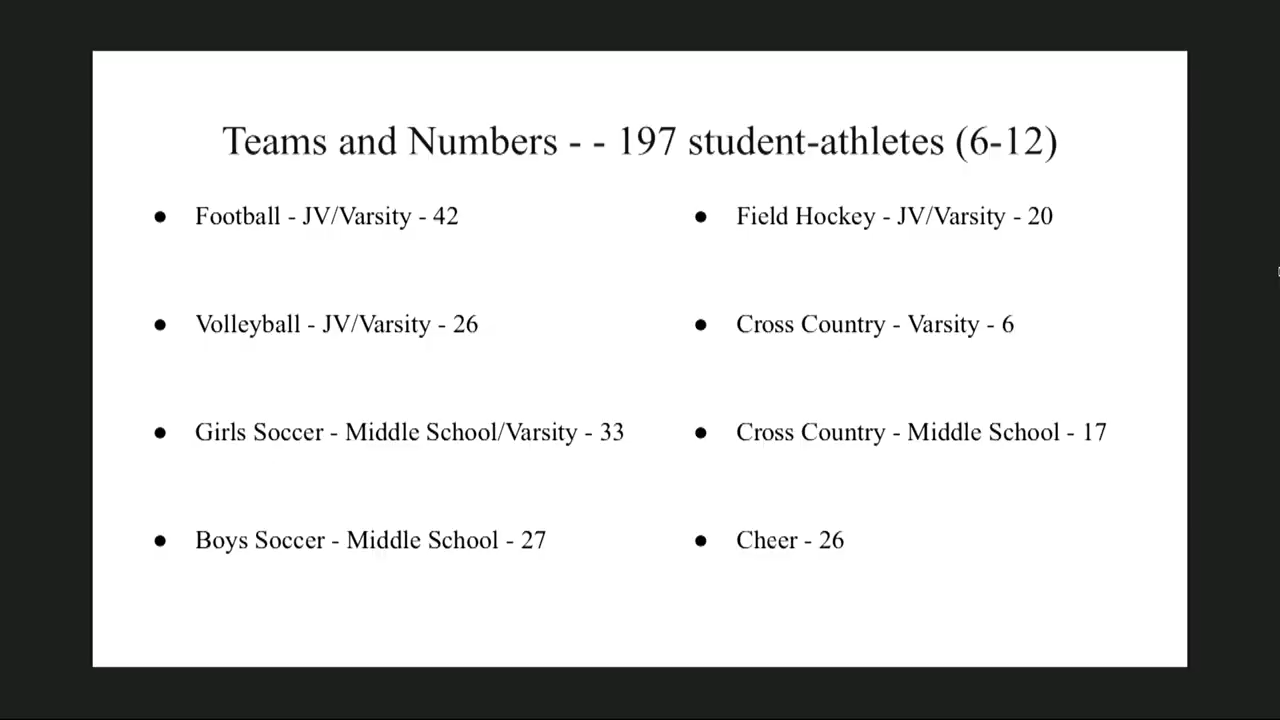 Teams and Numbers - - 197 student-athletes (6-12)
● Football - JV/Varsity - 42
● Volleyball - JV/Varsity - 26
● Girls Soccer - Middle School/Varsity - 33
● Boys Soccer - Middle School - 27
● Field Hockey - JV/Varsity - 20
● Cross Country - Varsity - 6
● Cross Country - Middle School - 17
● Cheer - 26